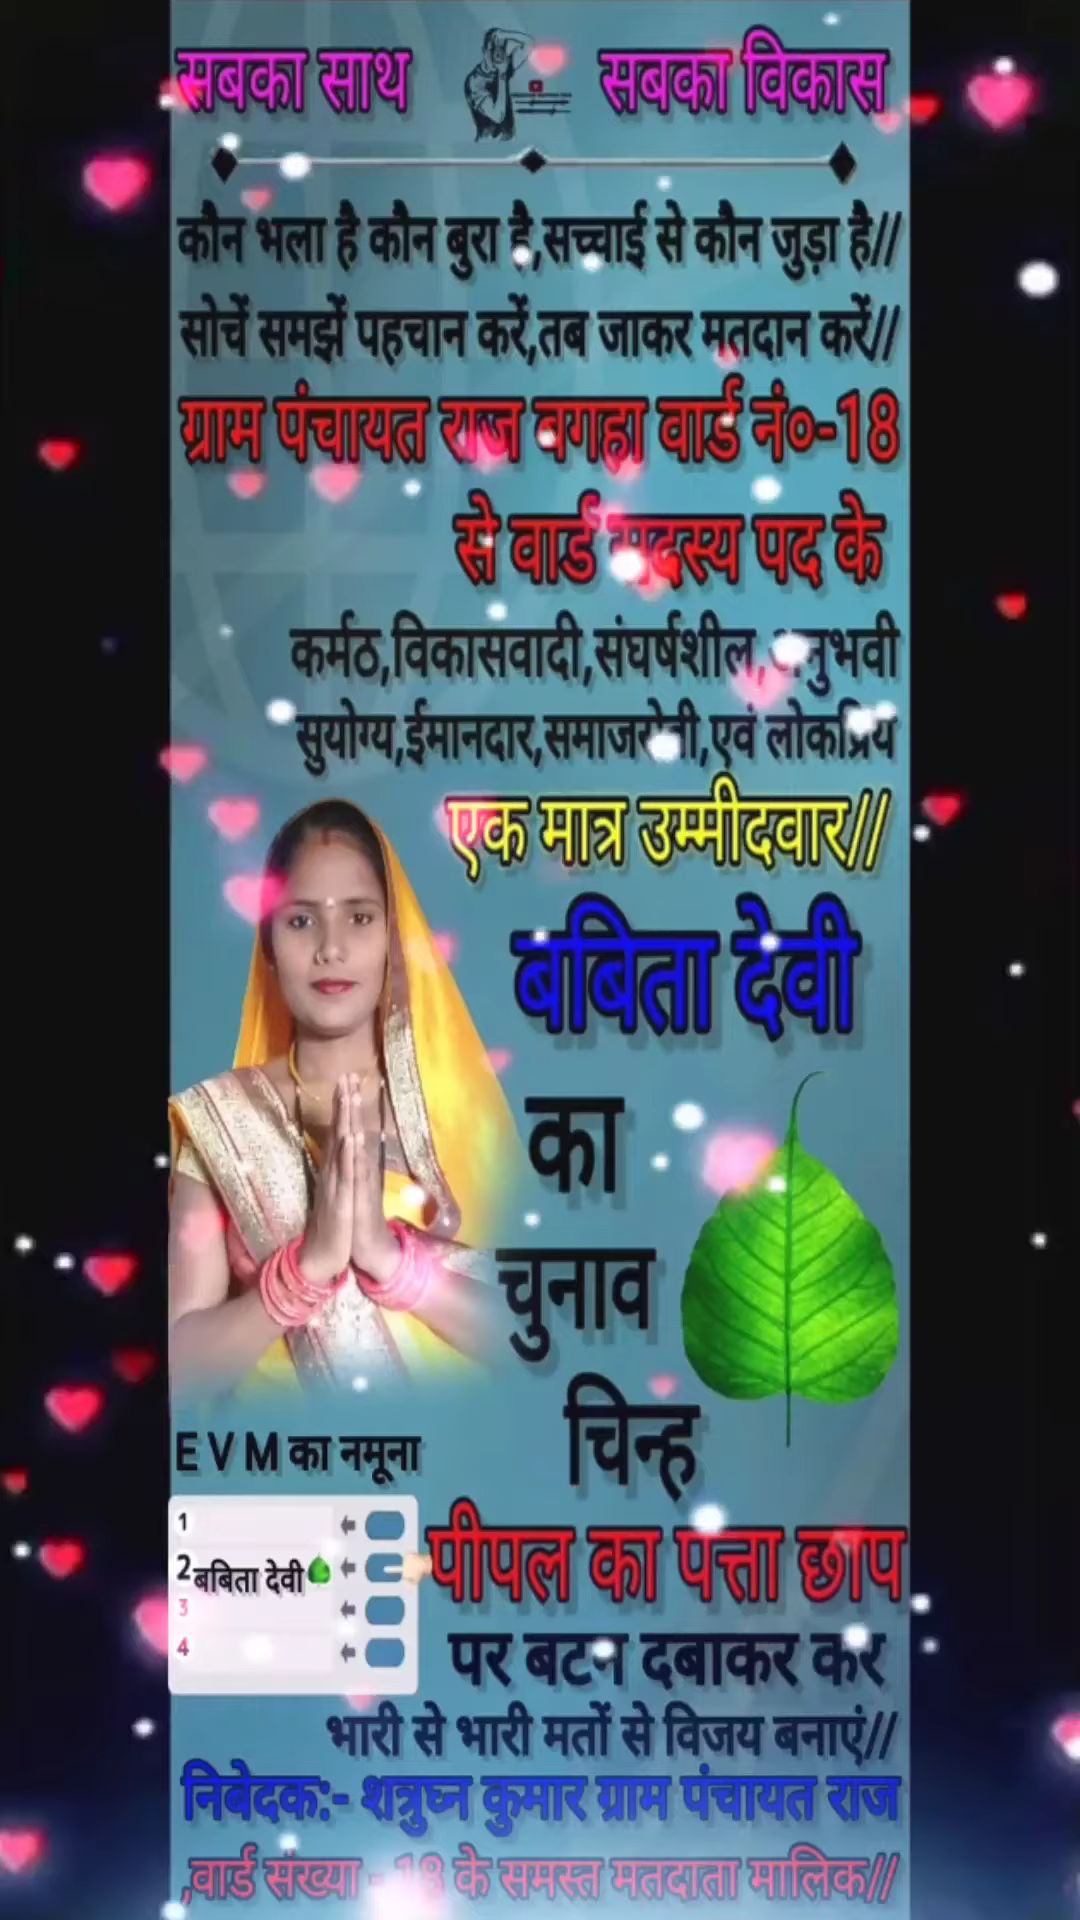 सबका साथ सबका विकास
कौन भला है कौन बुरा है,सच्चाई से कौन जुड़ा है//
सोचें समझें पहचान करें,तब जाकर मतदान करें//
ग्राम पंचायत राज बगहा वार्ड नं०-18
से वार्ड सदस्य पद के
कर्मठ,विकासवादी,संघर्षशील,अनुभवी
सुयोग्य,ईमानदार,समाजसेवी,एवं लोकप्रिय
एक मात्र उम्मीदवार//
बबिता देवी
का
चुनाव
चिन्ह
E V M का नमूना
1
2 बबिता देवी
3
4
पीपल का पत्ता छाप
पर बटन दबाकर कर
भारी से भारी मतों से विजय बनाएं//
निबेदक:- शत्रुघ्न कुमार ग्राम पंचायत राज
,वार्ड संख्या - 18 के समस्त मतदाता मालिक//